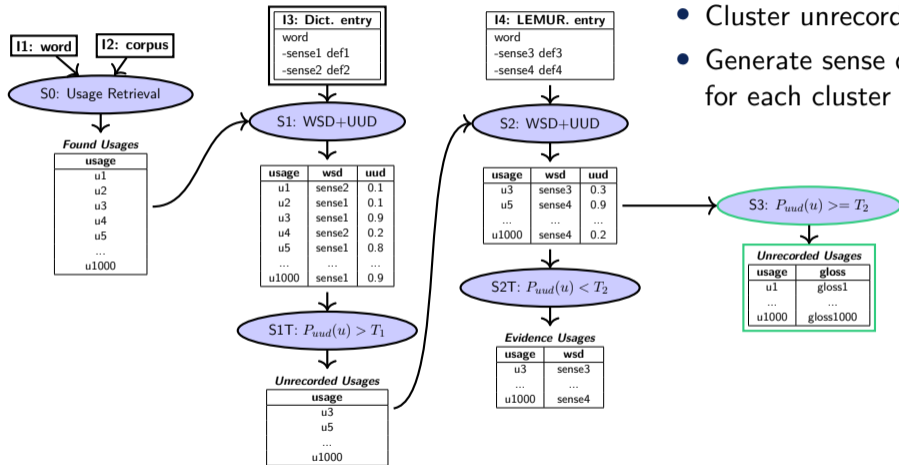 I1: word
I2: corpus
S0: Usage Retrieval
Found Usages
usage
u1
u2
u3
u4
u5
...
u1000
I3: Dict. entry
word
-sense1 def1
-sense2 def2
S1: WSD+UUD
usage wsd uud
u1 sense2 0.1
u2 sense1 0.1
u3 sense1 0.9
u4 sense2 0.2
u5 sense1 0.8
... ... ...
u1000 sense1 0.9
S1T: P_uud(u) > T_1
Unrecorded Usages
usage
u3
u5
...
u1000
I4: LEMUR. entry
word
-sense3 def3
-sense4 def4
S2: WSD+UUD
usage wsd uud
u3 sense3 0.3
u5 sense4 0.9
... ... ...
u1000 sense4 0.2
S2T: P_uud(u) < T_2
Evidence Usages
usage wsd
u3 sense3
... ...
u1000 sense4
• Cluster unrecord
• Generate sense
for each cluster
S3: P_uud(u) >= T_2
Unrecorded Usages
usage gloss
u1 gloss1
... ...
u1000 gloss1000